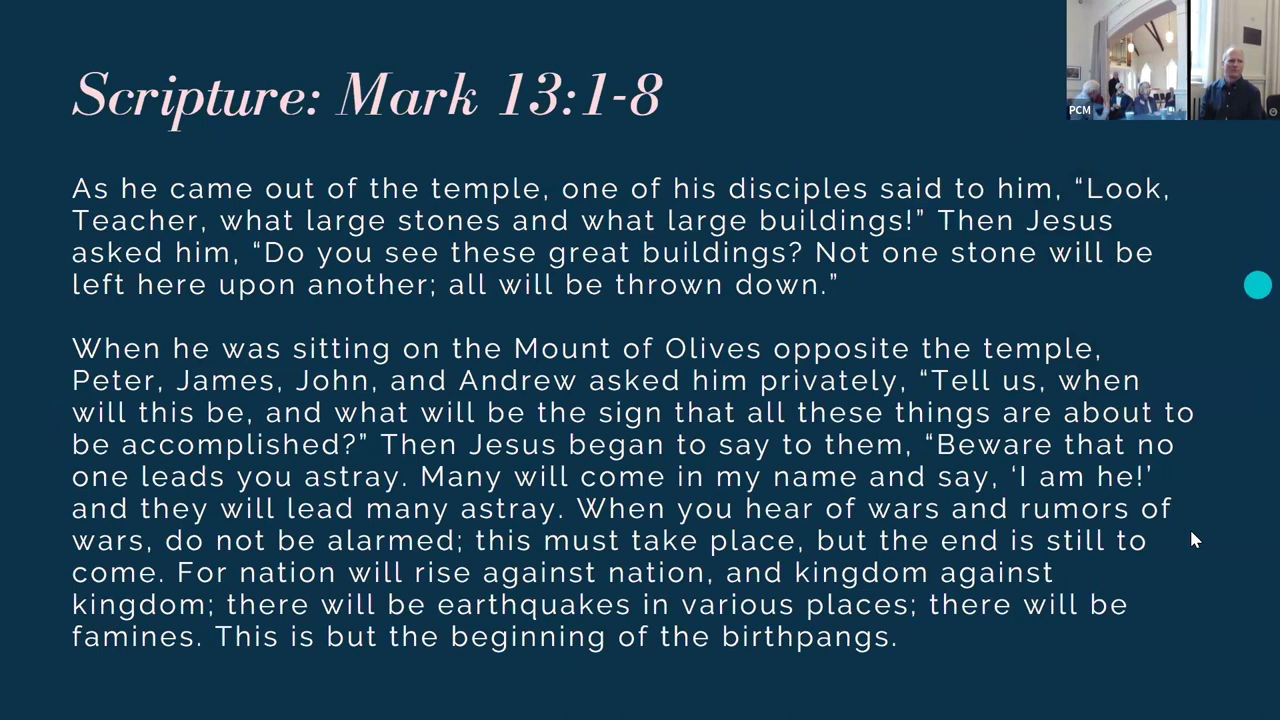 Scripture: Mark 13:1-8
PCM
As he came out of the temple, one of his disciples said to him, “Look,
Teacher, what large stones and what large buildings!” Then Jesus
asked him, “Do you see these great buildings? Not one stone will be
left here upon another; all will be thrown down.”
When he was sitting on the Mount of Olives opposite the temple,
Peter, James, John, and Andrew asked him privately, “Tell us, when
will this be, and what will be the sign that all these things are about to
be accomplished?” Then Jesus began to say to them, “Beware that no
one leads you astray. Many will come in my name and say, ‘I am he!’
and they will lead many astray. When you hear of wars and rumors of
wars, do not be alarmed; this must take place, but the end is still to
come. For nation will rise against nation, and kingdom against
kingdom; there will be earthquakes in various places; there will be
famines. This is but the beginning of the birthpangs.